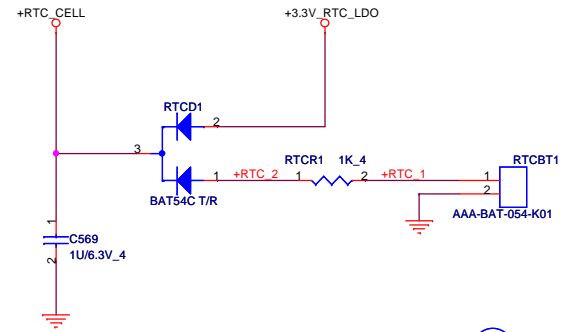 +RTC_CELL
+3.3V_RTC_LDO
RTCD1
2
3
RTCR1 1K_4
RTCBT1
1 +RTC_2 1 2 +RTC_1 1
2
BAT54C T/R
AAA-BAT-054-K01
1
C569
1U/6.3V_4
2